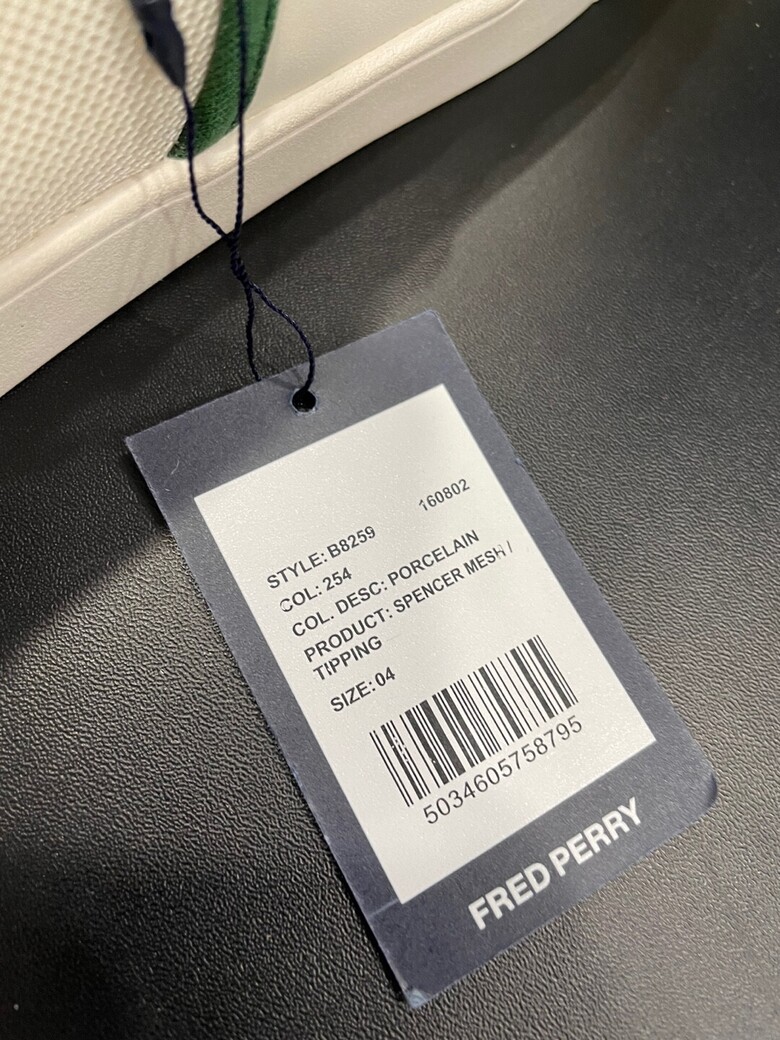 160802
STYLE: B8259
COL: 254
COL. DESC: PORCELAIN
PRODUCT: SPENCER MESH /
TIPPING
SIZE: 04
5034605758795
FRED PERRY